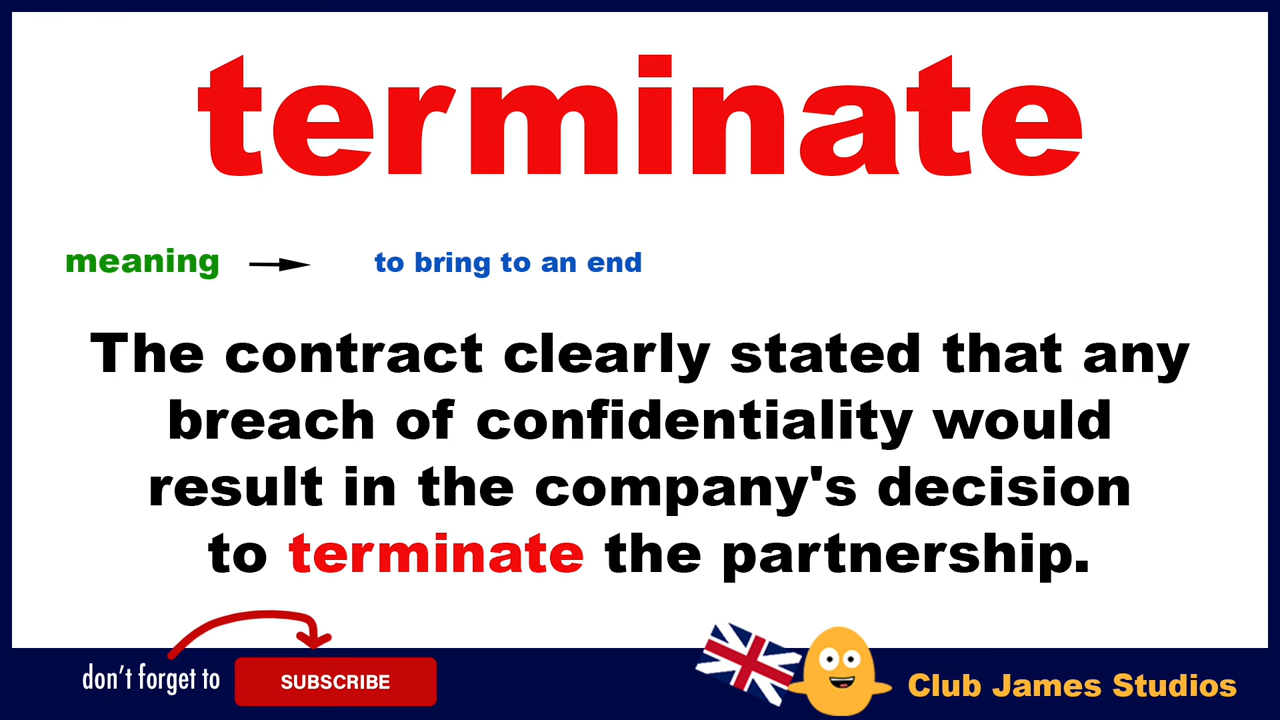 terminate
meaning
to bring to an end
The contract clearly stated that any
breach of confidentiality would
result in the company's decision
to terminate the partnership.
don't forget to
SUBSCRIBE
Club James Studios